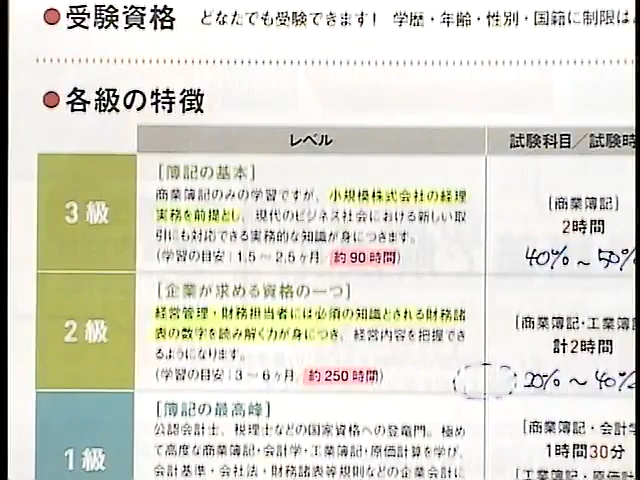 ●受験資格 どなたでも受験できます! 学歴・年齢・性別・国籍に制限は
●各級の特徴
レベル 試験科目/試験時
3級
[簿記の基本]
商業簿記のみの学習ですが、小規模株式会社の経理
実務を前提とし、現代のビジネス社会における新しい取
引にも対応できる実務的な知識が身につきます。
(学習の目安:1.5~2.5ヶ月、約90時間)
[商業簿記]
2時間
40%~50%
2級
[企業が求める資格の一つ]
経営管理・財務担当者には必須の知識とされる財務諸
表の数字を読み解く力が身につき、経営内容を把握でき
るようになります。
(学習の目安:3~6ヶ月、約250時間)
[商業簿記・工業簿
計2時間
20%~40%
1級
[簿記の最高峰]
公認会計士、税理士などの国家資格への登竜門。極め
て高度な商業簿記・会計学・工業簿記・原価計算を学び、
会計基準・会社法・財務諸表等規則などの企業会計に
[商業簿記・会計学
1時間30分
[工業簿記・原価計